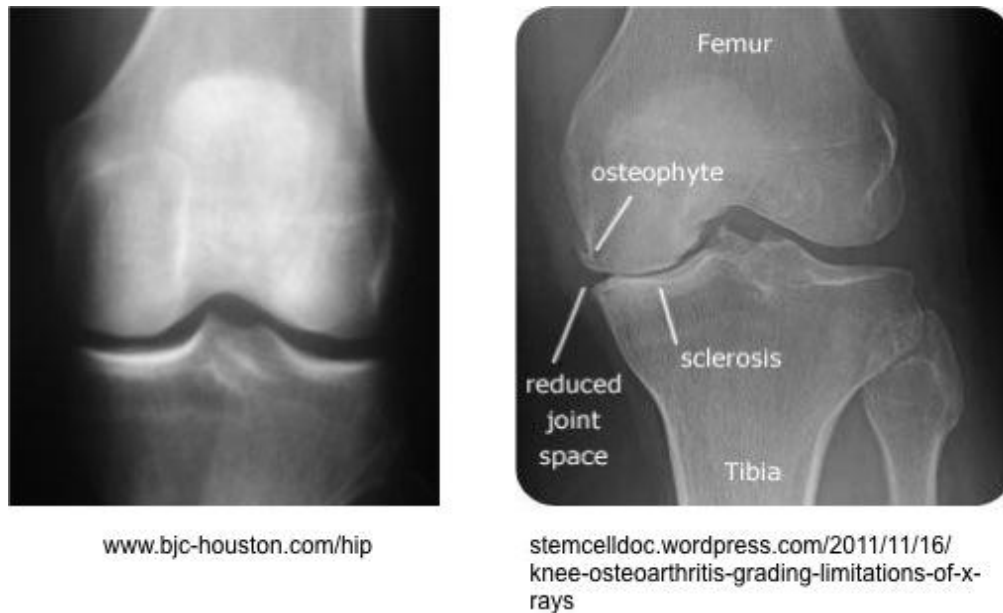 Femur
osteophyte
sclerosis
reduced
joint
space
Tibia
www.bjc-houston.com/hip
stemcelldoc.wordpress.com/2011/11/16/
knee-osteoarthritis-grading-limitations-of-x-
rays